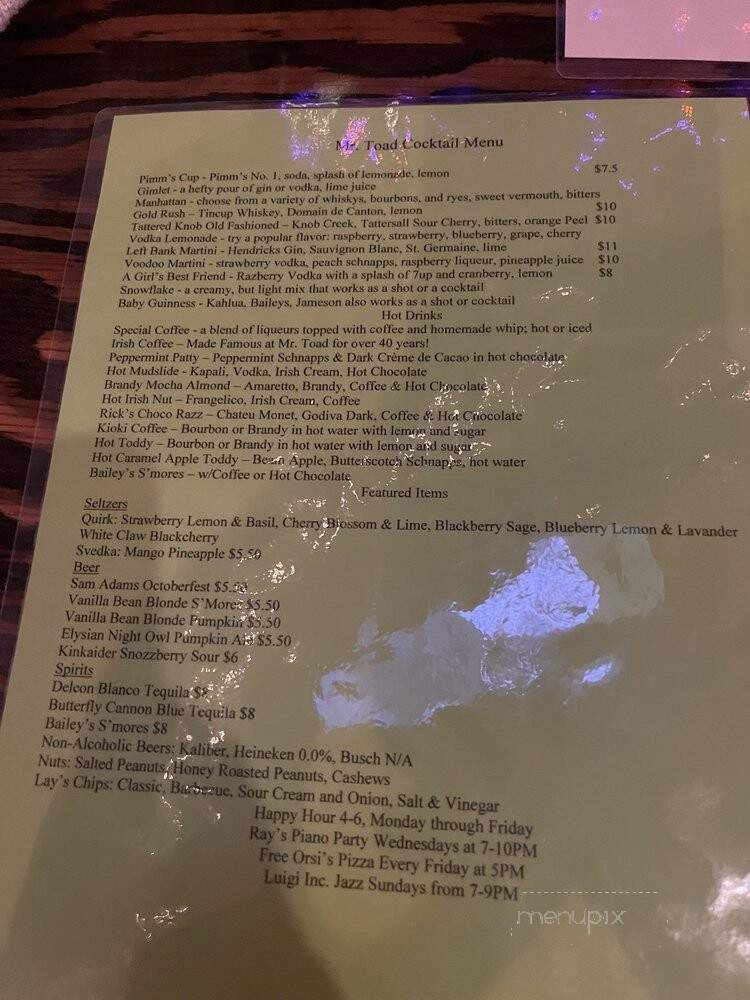 Mr. Toad Cocktail Menu
Pimm's Cup - Pimm's No. 1, soda, splash of lemonade, lemon $7.5
Gimlet - a hefty pour of gin or vodka, lime juice
Manhattan - choose from a variety of whiskys, bourbons, and ryes, sweet vermouth, bitters
Gold Rush – Tincup Whiskey, Domain de Canton, lemon $10
Tattered Knob Old Fashioned – Knob Creek, Tattersall Sour Cherry, bitters, orange Peel $10
Vodka Lemonade - try a popular flavor: raspberry, strawberry, blueberry, grape, cherry
Left Bank Martini - Hendricks Gin, Sauvignon Blanc, St. Germaine, lime $11
Voodoo Martini - strawberry vodka, peach schnapps, raspberry liqueur, pineapple juice $10
A Girl's Best Friend - Razberry Vodka with a splash of 7up and cranberry, lemon $8
Snowflake - a creamy, but light mix that works as a shot or a cocktail
Baby Guinness - Kahlua, Baileys, Jameson also works as a shot or cocktail
Hot Drinks
Special Coffee - a blend of liqueurs topped with coffee and homemade whip; hot or iced
Irish Coffee – Made Famous at Mr. Toad for over 40 years!
Peppermint Patty – Peppermint Schnapps & Dark Crème de Cacao in hot chocolate
Hot Mudslide - Kapali, Vodka, Irish Cream, Hot Chocolate
Brandy Mocha Almond – Amaretto, Brandy, Coffee & Hot Chocolate
Hot Irish Nut – Frangelico, Irish Cream, Coffee
Rick's Choco Razz – Chateu Monet, Godiva Dark, Coffee & Hot Chocolate
Kioki Coffee – Bourbon or Brandy in hot water with lemon and sugar
Hot Toddy – Bourbon or Brandy in hot water with lemon and sugar
Hot Caramel Apple Toddy – Beam Apple, Butterscotch Schnapps, hot water
Bailey's S'mores – w/Coffee or Hot Chocolate
Featured Items
Seltzers
Quirk: Strawberry Lemon & Basil, Cherry Blossom & Lime, Blackberry Sage, Blueberry Lemon & Lavander
White Claw Blackcherry
Svedka: Mango Pineapple $5.50
Beer
Sam Adams Octoberfest $5.50
Vanilla Bean Blonde S'Mores $5.50
Vanilla Bean Blonde Pumpkin $5.50
Elysian Night Owl Pumpkin Ale $5.50
Kinkaider Snozzberry Sour $6
Spirits
Deleon Blanco Tequila $8
Butterfly Cannon Blue Tequila $8
Bailey's S'mores $8
Non-Alcoholic Beers: Kaliber, Heineken 0.0%, Busch N/A
Nuts: Salted Peanuts, Honey Roasted Peanuts, Cashews
Lay's Chips: Classic, Barbecue, Sour Cream and Onion, Salt & Vinegar
Happy Hour 4-6, Monday through Friday
Ray's Piano Party Wednesdays at 7-10PM
Free Orsi's Pizza Every Friday at 5PM
Luigi Inc. Jazz Sundays from 7-9PM
menupix